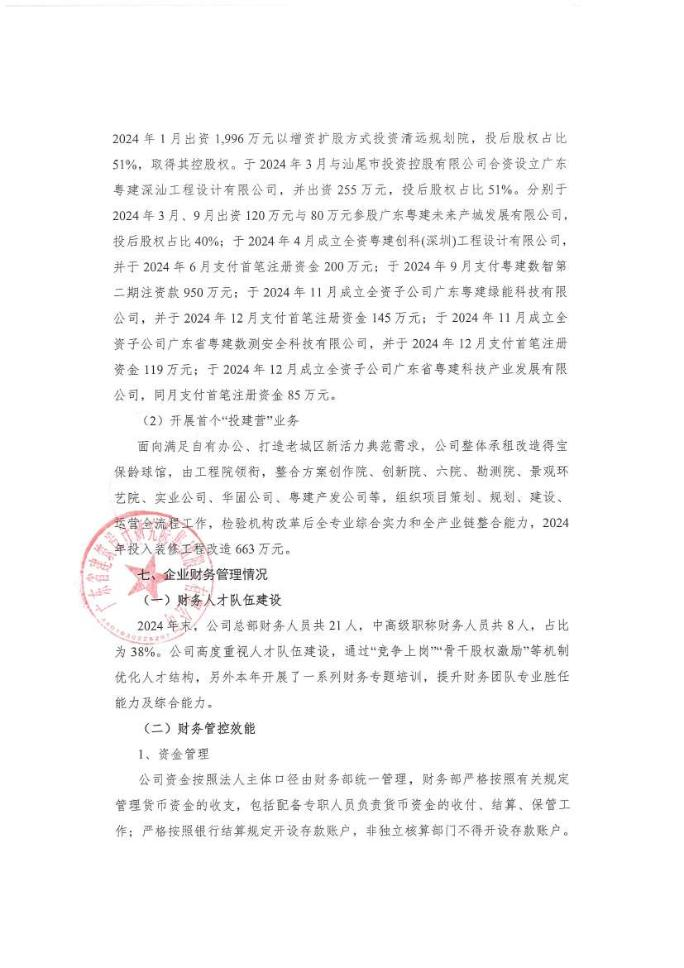 2024 年 1 月出资 1,996 万元以增资扩股方式投资清远规划院，投后股权占比
51%，取得其控股权。于 2024 年 3 月与汕尾市投资控股有限公司合资设立广东
粤建深汕工程设计有限公司，并出资 255 万元，投后股权占比 51%。分别于
2024 年 3 月、9 月出资 120 万元与 80 万元参股广东粤建未来产城发展有限公司，
投后股权占比 40%；于 2024 年 4 月成立全资粤建创科(深圳)工程设计有限公司，
并于 2024 年 6 月支付首笔注册资金 200 万元；于 2024 年 9 月支付粤建数智第
二期注资款 950 万元；于 2024 年 11 月成立全资子公司广东粤建绿能科技有限
公司，并于 2024 年 12 月支付首笔注册资金 145 万元；于 2024 年 11 月成立全
资子公司广东省粤建数测安全科技有限公司，并于 2024 年 12 月支付首笔注册
资金 119 万元；于 2024 年 12 月成立全资子公司广东省粤建科技产业发展有限
公司，同月支付首笔注册资金 85 万元。
（2）开展首个“投建营”业务
面向满足自有办公、打造老城区新活力典范需求，公司整体承租改造得宝
保龄球馆，由工程院领衔，整合方案创作院、创新院、六院、勘测院、景观环
艺院、实业公司、华固公司、粤建产发公司等，组织项目策划、规划、建设、
运营全流程工作，检验机构改革后全专业综合实力和全产业链整合能力，2024
年投入装修工程改造 663 万元。
七、企业财务管理情况
（一）财务人才队伍建设
2024 年末，公司总部财务人员共 21 人，中高级职称财务人员共 8 人，占比
为 38%。公司高度重视人才队伍建设，通过“竞争上岗”“骨干股权激励”等机制
优化人才结构，另外本年开展了一系列财务专题培训，提升财务团队专业胜任
能力及综合能力。
（二）财务管控效能
1、资金管理
公司资金按照法人主体口径由财务部统一管理，财务部严格按照有关规定
管理货币资金的收支，包括配备专职人员负责货币资金的收付、结算、保管工
作；严格按照银行结算规定开设存款账户，非独立核算部门不得开设存款账户。